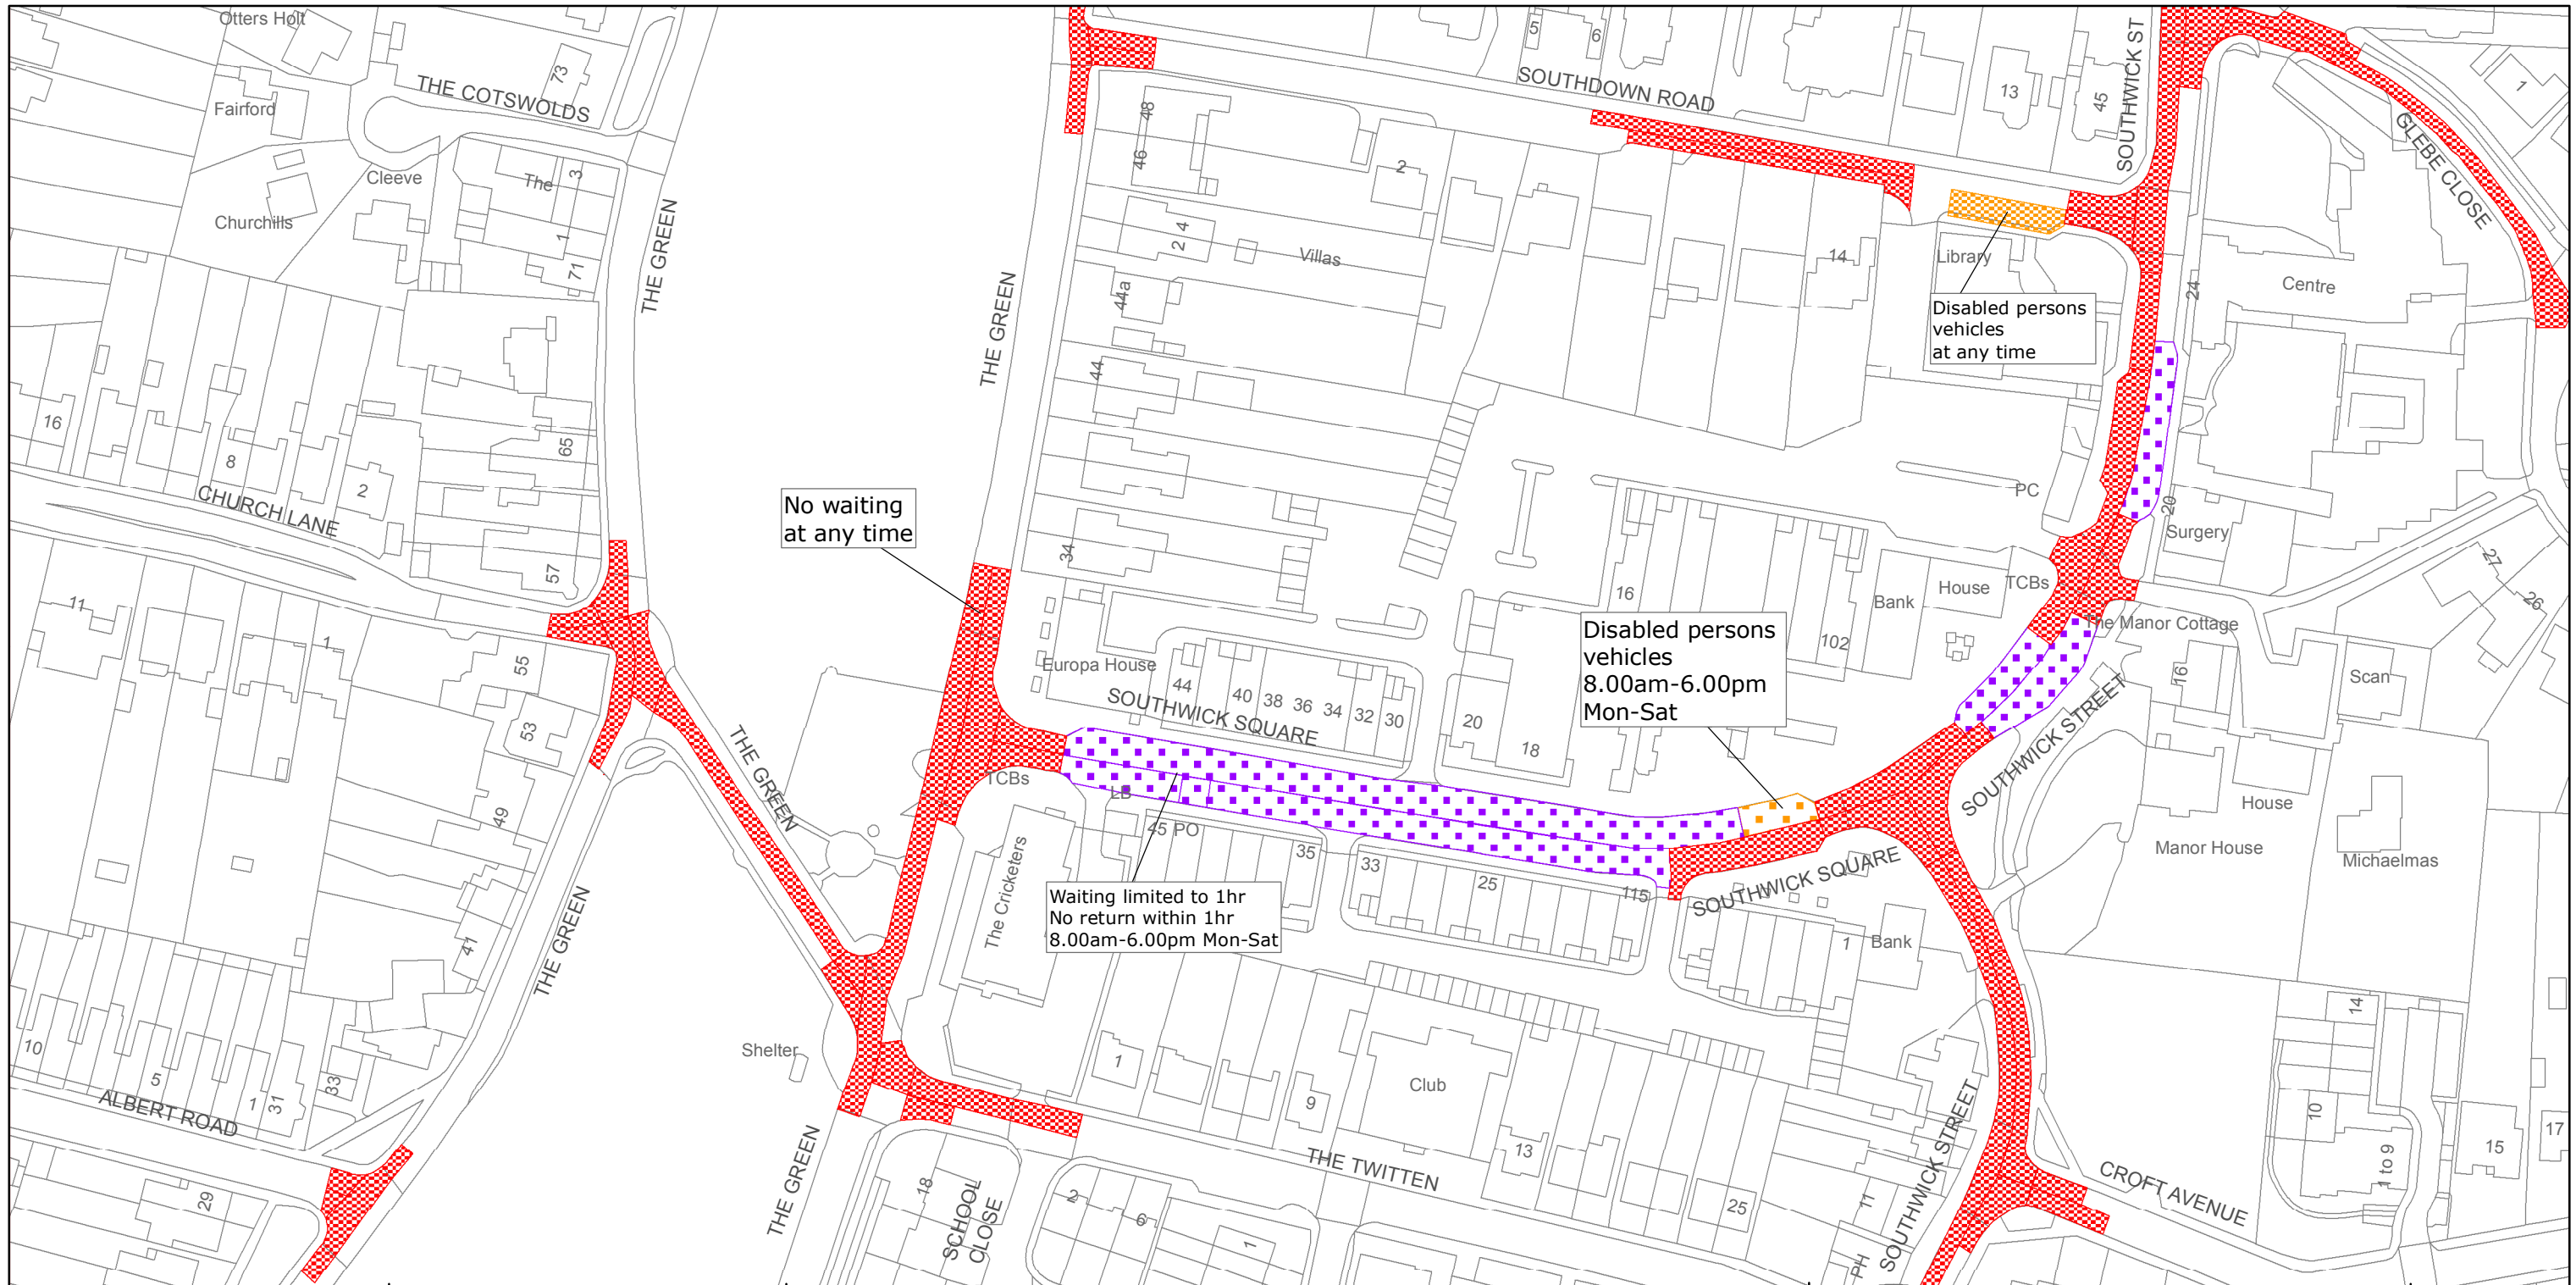 Otters Holt
THE COTSWOLDS
73
Fairford
Cleeve
The
3
1
71
Churchills
THE GREEN
16
8
2
65
57
CHURCH LANE
11
1
55
53
49
41
10
5
1
31
33
ALBERT ROAD
29
THE GREEN
THE GREEN
Shelter
THE GREEN
No waiting
at any time
THE GREEN
48
46
2 4
44a
44
34
Villas
2
5
6
SOUTHDOWN ROAD
13
45
SOUTHWICK ST
GLEBE CLOSE
1
14
Library
Disabled persons
vehicles
at any time
24
Centre
PC
20
Surgery
27
26
Europa House
44
40
38
36
34
32
30
SOUTHWICK SQUARE
20
18
16
102
Bank
House
TCBs
The Manor Cottage
16
Scan
Disabled persons
vehicles
8.00am-6.00pm
Mon-Sat
SOUTHWICK STREET
House
Manor House
Michaelmas
TCBs
LB
45 PO
35
33
25
115
SOUTHWICK SQUARE
1
Bank
The Cricketers
Waiting limited to 1hr
No return within 1hr
8.00am-6.00pm Mon-Sat
1
9
Club
13
25
THE TWITTEN
18
SCHOOL
CLOSE
2
6
1
11
PH
SOUTHWICK STREET
CROFT AVENUE
14
10
1 to 9
15
17